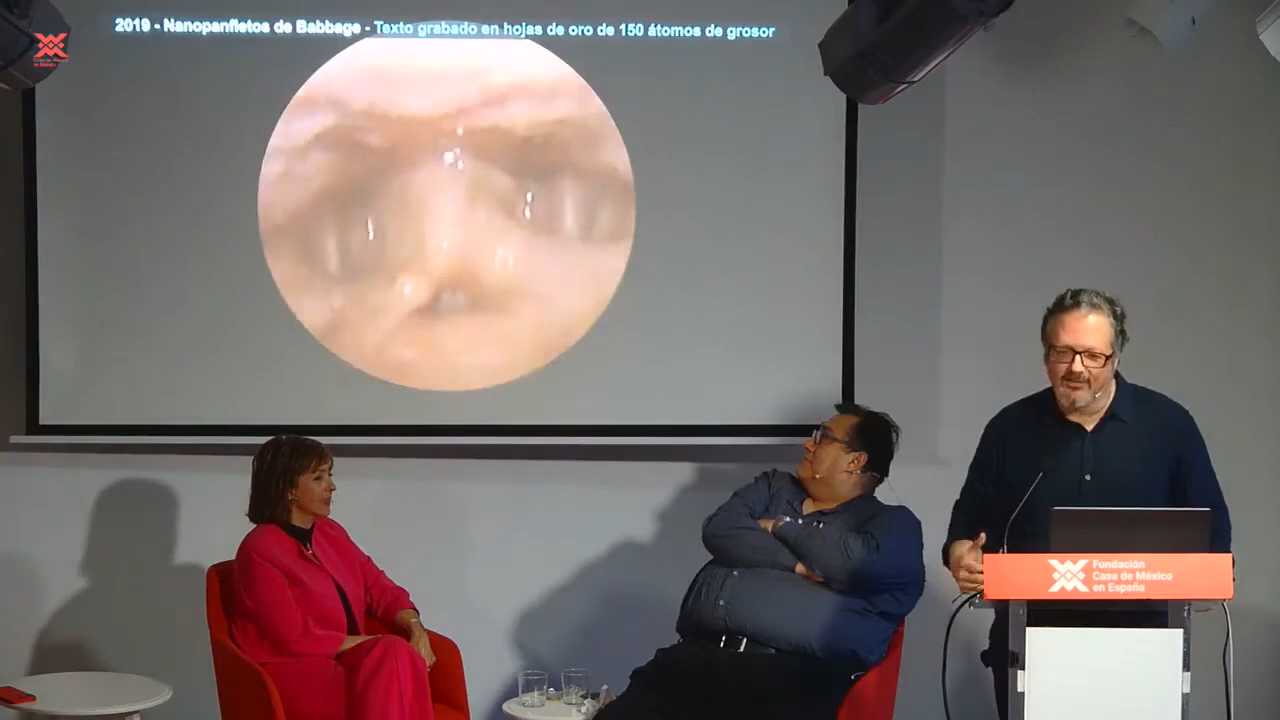 2019 - Nanopanfletos de Babbage - Texto grabado en hojas de oro de 150 átomos de grosor
Fundación
Casa de México
en España